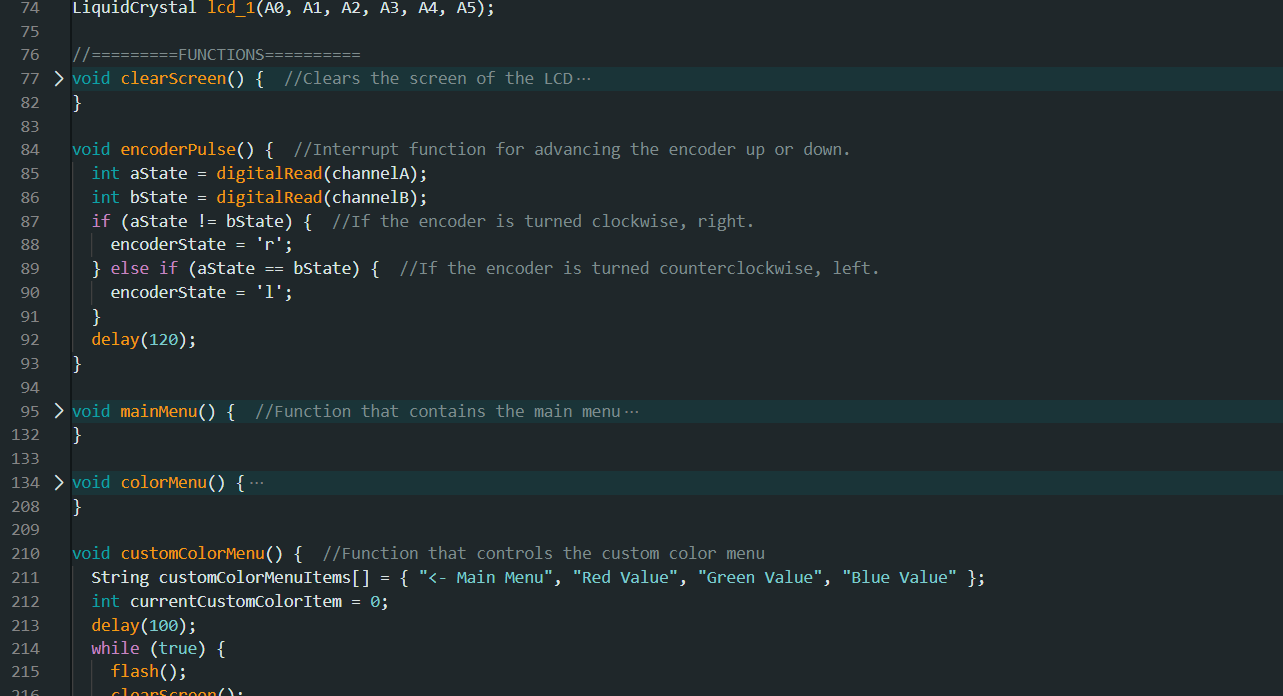 74 LiquidCrystal lcd_1(A0, A1, A2, A3, A4, A5);
75
76 //=========FUNCTIONS==========
77 void clearScreen() {  //Clears the screen of the LCD···
82 }
83
84 void encoderPulse() {  //Interrupt function for advancing the encoder up or down.
85   int aState = digitalRead(channelA);
86   int bState = digitalRead(channelB);
87   if (aState != bState) {  //If the encoder is turned clockwise, right.
88     encoderState = 'r';
89   } else if (aState == bState) {  //If the encoder is turned counterclockwise, left.
90     encoderState = 'l';
91   }
92   delay(120);
93 }
94
95 void mainMenu() {  //Function that contains the main menu···
132 }
133
134 void colorMenu() {···
208 }
209
210 void customColorMenu() {  //Function that controls the custom color menu
211   String customColorMenuItems[] = { "<- Main Menu", "Red Value", "Green Value", "Blue Value" };
212   int currentCustomColorItem = 0;
213   delay(100);
214   while (true) {
215     flash();
216     clearScreen();